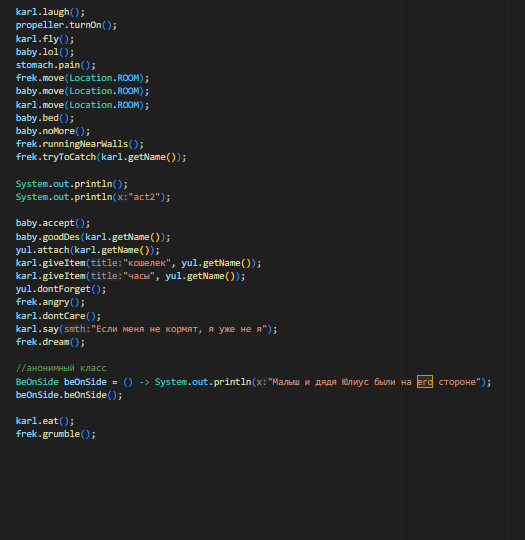 karl.laugh();
propeller.turnOn();
karl.fly();
baby.lol();
stomach.pain();
frek.move(Location.ROOM);
baby.move(Location.ROOM);
karl.move(Location.ROOM);
baby.bed();
baby.noMore();
frek.runningNearWalls();
frek.tryToCatch(karl.getName());
System.out.println();
System.out.println(x:"act2");
baby.accept();
baby.goodDes(karl.getName());
yul.attach(karl.getName());
karl.giveItem(title:"кошелек", yul.getName());
karl.giveItem(title:"часы", yul.getName());
yul.dontForget();
frek.angry();
karl.dontCare();
karl.say(smth:"Если меня не кормят, я уже не я");
frek.dream();
//анонимный класс
BeOnSide beOnSide = () -> System.out.println(x:"Малыш и дядя Юлиус были на его стороне");
beOnSide.beOnSide();
karl.eat();
frek.grumble();